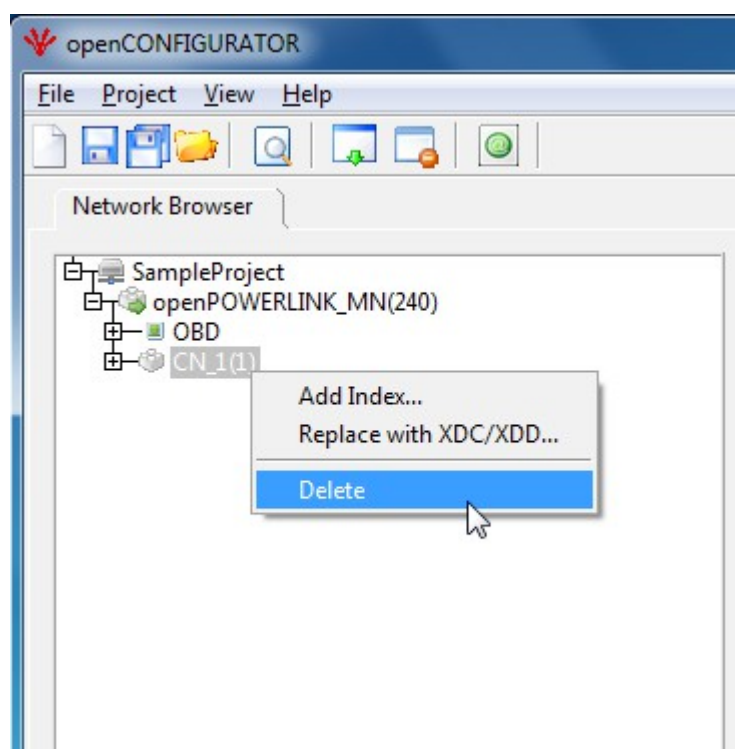 openCONFIGURATOR
File Project View Help
Network Browser
SampleProject
openPOWERLINK_MN(240)
OBD
CN_1(1)
Add Index...
Replace with XDC/XDD...
Delete